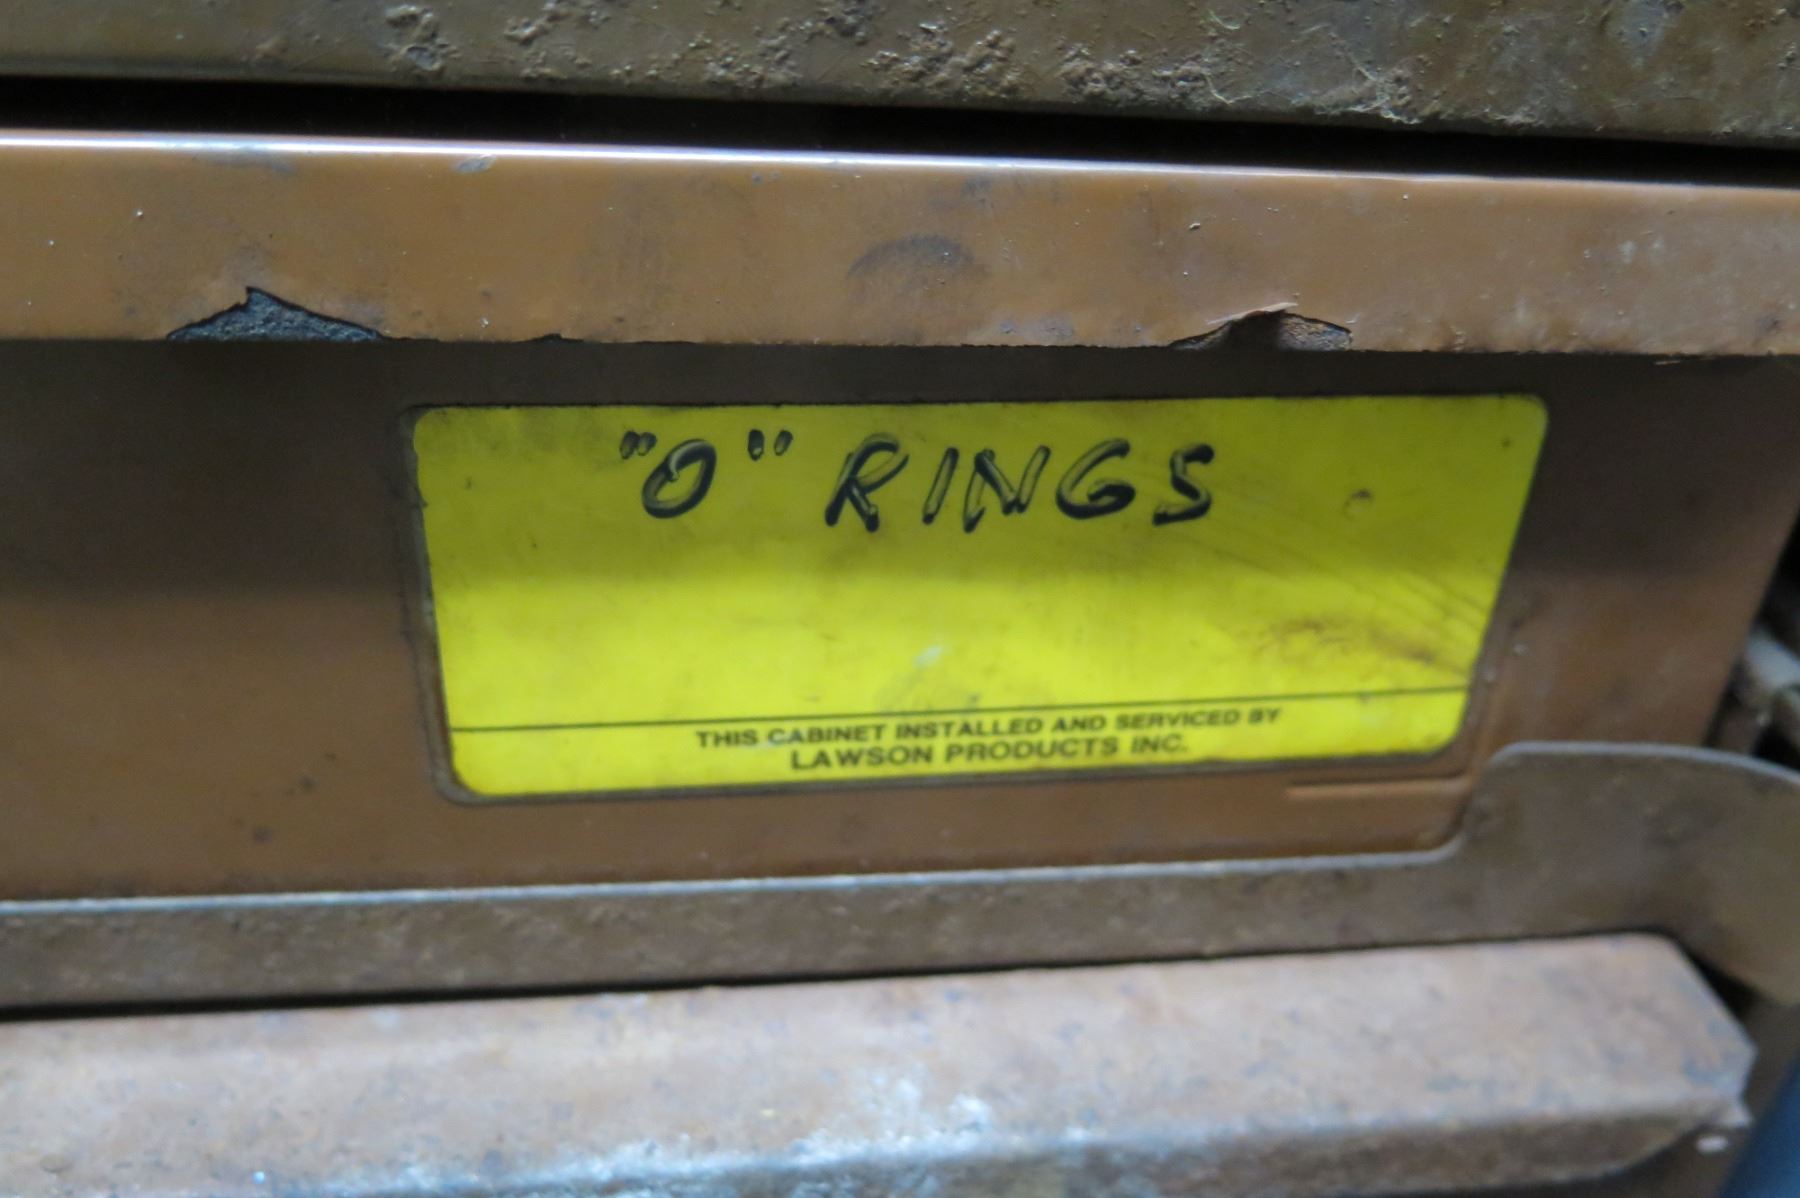 "O" RINGS
THIS CABINET INSTALLED AND SERVICED BY
LAWSON PRODUCTS INC.